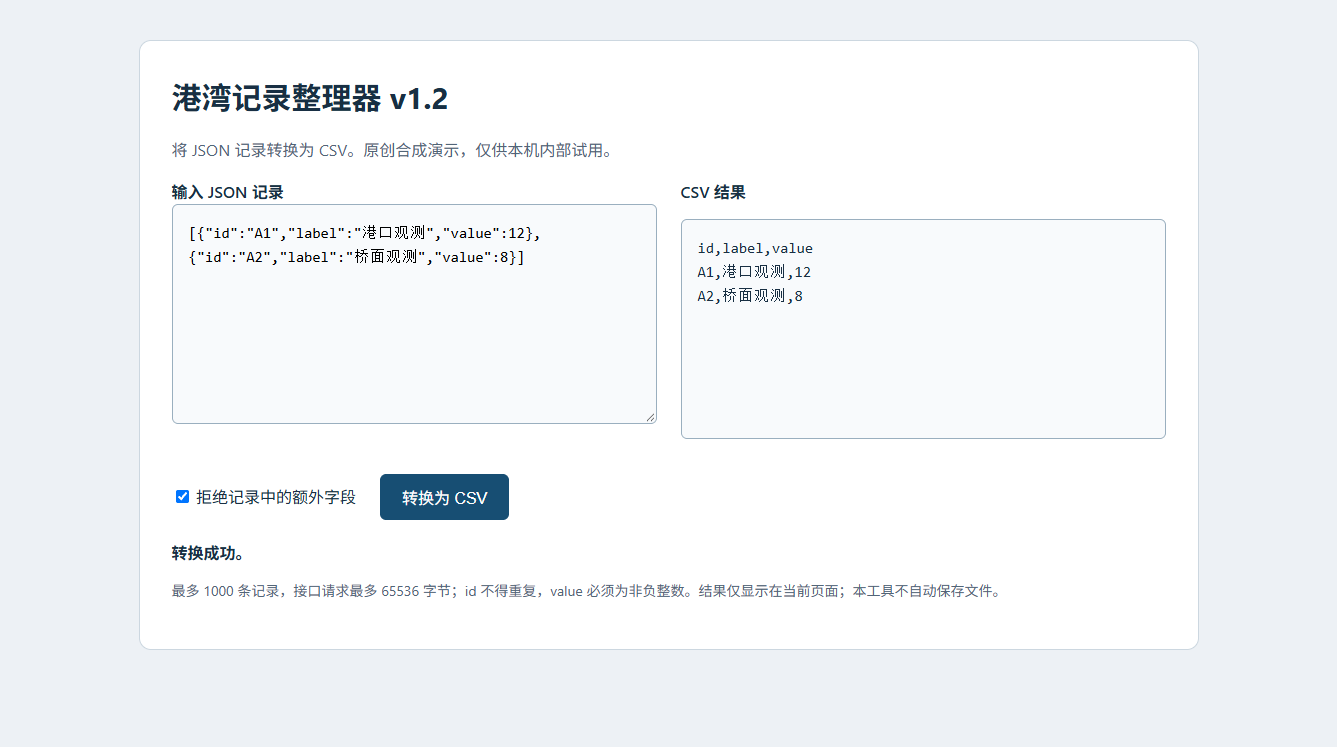 港湾记录整理器 v1.2
将 JSON 记录转换为 CSV。原创合成演示，仅供本机内部试用。
输入 JSON 记录
[{"id":"A1","label":"港口观测","value":12},
{"id":"A2","label":"桥面观测","value":8}]
CSV 结果
id,label,value
A1,港口观测,12
A2,桥面观测,8
拒绝记录中的额外字段
转换为 CSV
转换成功。
最多 1000 条记录，接口请求最多 65536 字节；id 不得重复，value 必须为非负整数。结果仅显示在当前页面；本工具不自动保存文件。